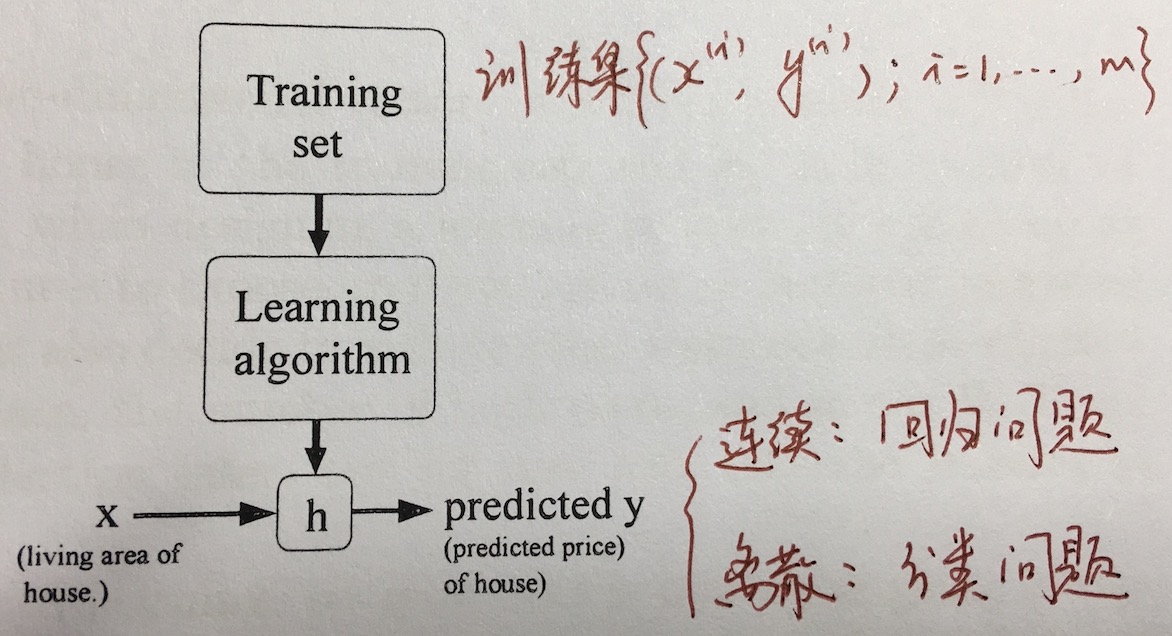 Training
set
训练集{(x⁽ⁱ⁾, y⁽ⁱ⁾); i=1,...,m}
Learning
algorithm
x
(living area of
house.)
h
predicted y
(predicted price)
of house)
连续：回归问题
离散：分类问题